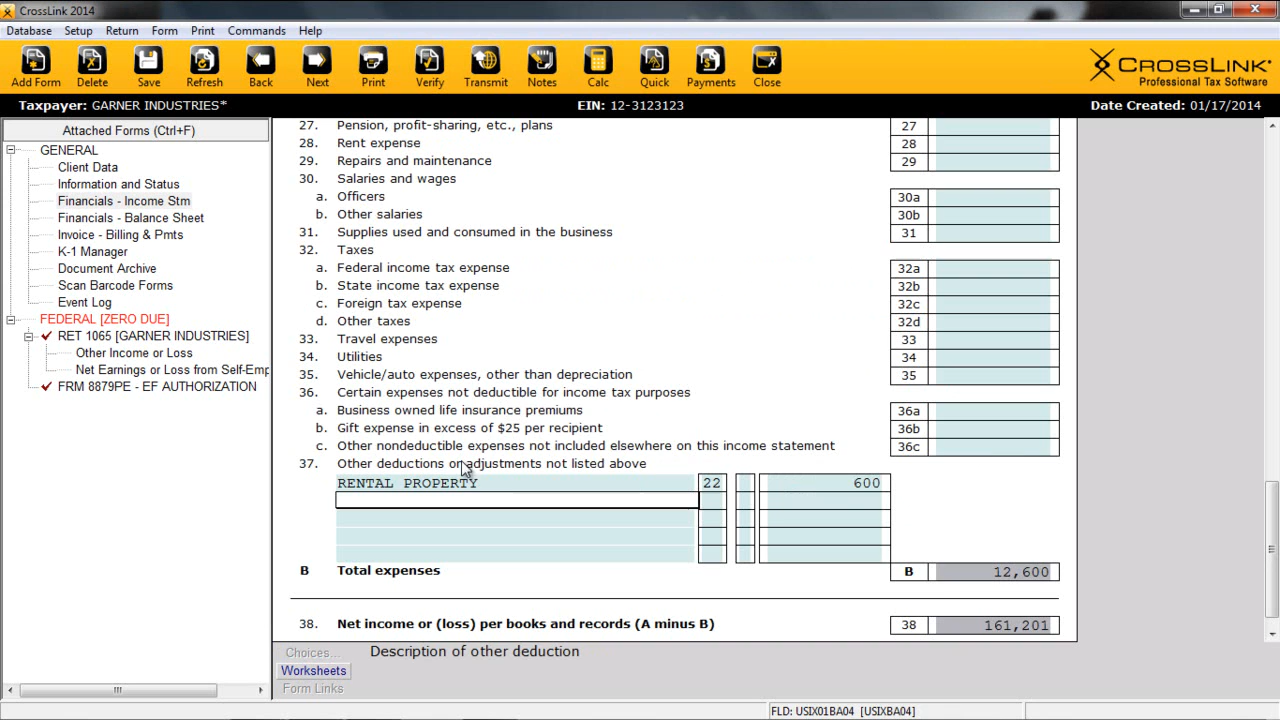 CrossLink 2014
Database Setup Return Form Print Commands Help
Add Form Delete Save Refresh Back Next Print Verify Transmit Notes Calc Quick Payments Close
CROSSLINK
Professional Tax Software
Taxpayer: GARNER INDUSTRIES* EIN: 12-3123123 Date Created: 01/17/2014
Attached Forms (Ctrl+F)
GENERAL
Client Data
Information and Status
Financials - Income Stm
Financials - Balance Sheet
Invoice - Billing & Pmts
K-1 Manager
Document Archive
Scan Barcode Forms
Event Log
FEDERAL [ZERO DUE]
RET 1065 [GARNER INDUSTRIES]
Other Income or Loss
Net Earnings or Loss from Self-Emp
FRM 8879PE - EF AUTHORIZATION
27. Pension, profit-sharing, etc., plans 27
28. Rent expense 28
29. Repairs and maintenance 29
30. Salaries and wages
a. Officers 30a
b. Other salaries 30b
31. Supplies used and consumed in the business 31
32. Taxes
a. Federal income tax expense 32a
b. State income tax expense 32b
c. Foreign tax expense 32c
d. Other taxes 32d
33. Travel expenses 33
34. Utilities 34
35. Vehicle/auto expenses, other than depreciation 35
36. Certain expenses not deductible for income tax purposes
a. Business owned life insurance premiums 36a
b. Gift expense in excess of $25 per recipient 36b
c. Other nondeductible expenses not included elsewhere on this income statement 36c
37. Other deductions or adjustments not listed above
RENTAL PROPERTY 22 600
B Total expenses B 12,600
38. Net income or (loss) per books and records (A minus B) 38 161,201
Choices... Description of other deduction
Worksheets
Form Links
FLD: USIX01BA04 [USIXBA04]